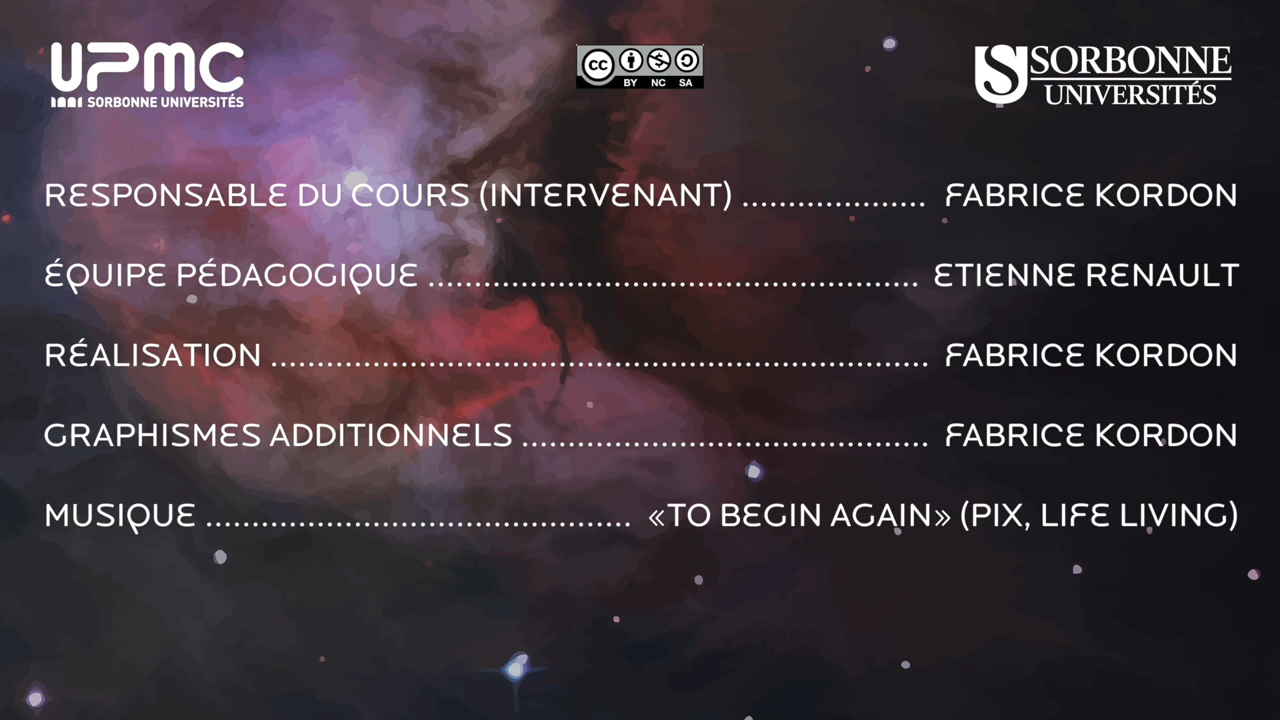 UPMC
SORBONNE UNIVERSITÉS
cc BY NC SA
SORBONNE
UNIVERSITÉS
RESPONSABLE DU COURS (INTERVENANT) .................... FABRICE KORDON
ÉQUIPE PÉDAGOGIQUE ..................................................... ETIENNE RENAULT
RÉALISATION ....................................................................... FABRICE KORDON
GRAPHISMES ADDITIONNELS ............................................ FABRICE KORDON
MUSIQUE .............................................. «TO BEGIN AGAIN» (PIX, LIFE LIVING)